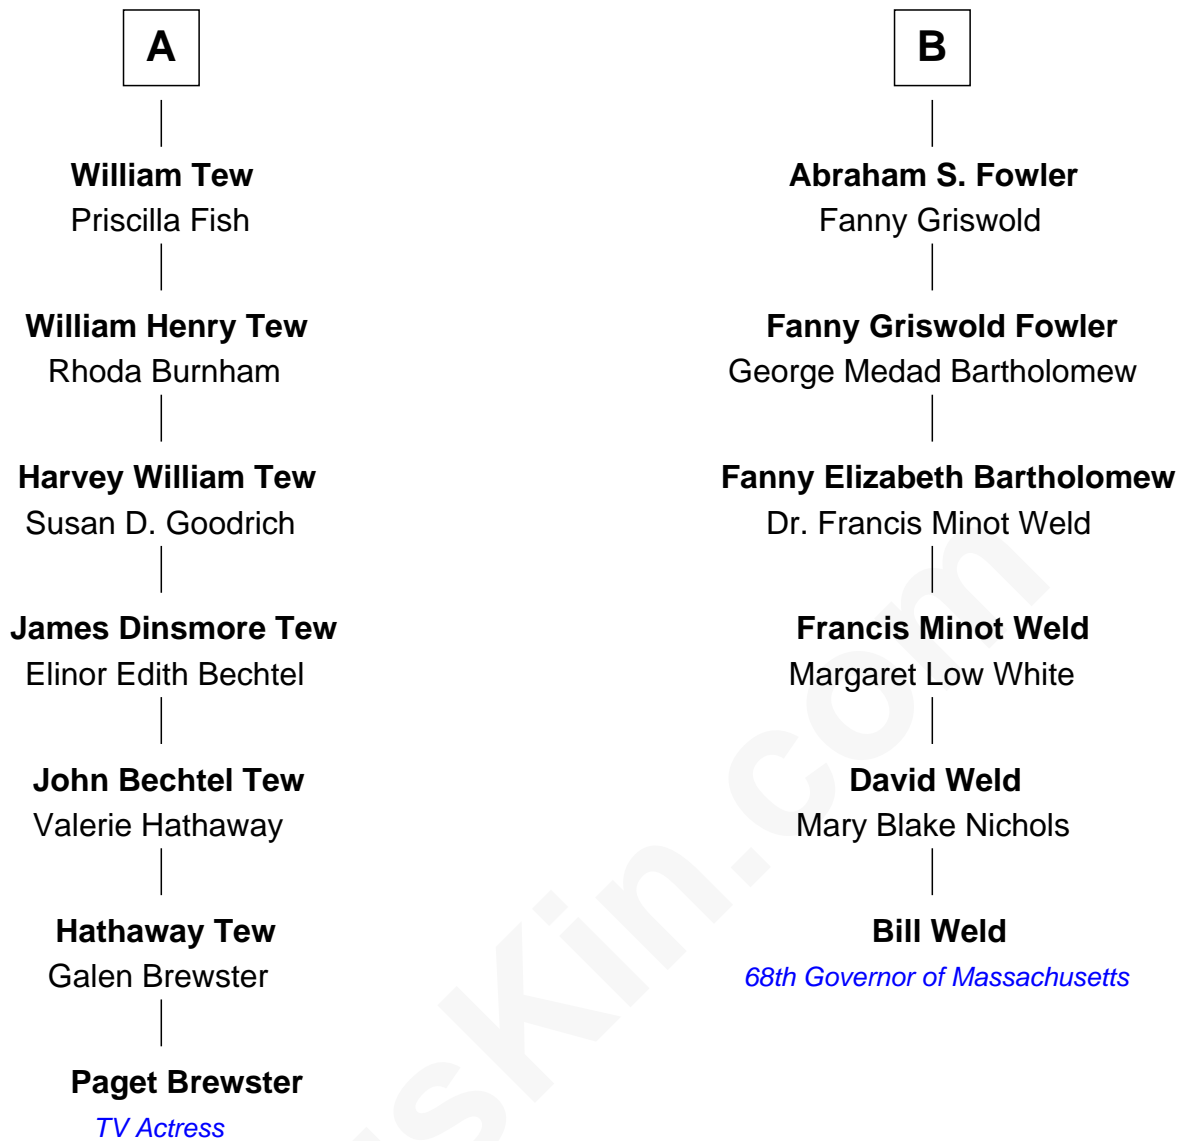 A
William Tew
Priscilla Fish
William Henry Tew
Rhoda Burnham
Harvey William Tew
Susan D. Goodrich
James Dinsmore Tew
Elinor Edith Bechtel
John Bechtel Tew
Valerie Hathaway
Hathaway Tew
Galen Brewster
Paget Brewster
TV Actress
B
Abraham S. Fowler
Fanny Griswold
Fanny Griswold Fowler
George Medad Bartholomew
Fanny Elizabeth Bartholomew
Dr. Francis Minot Weld
Francis Minot Weld
Margaret Low White
David Weld
Mary Blake Nichols
Bill Weld
68th Governor of Massachusetts
sKin.com